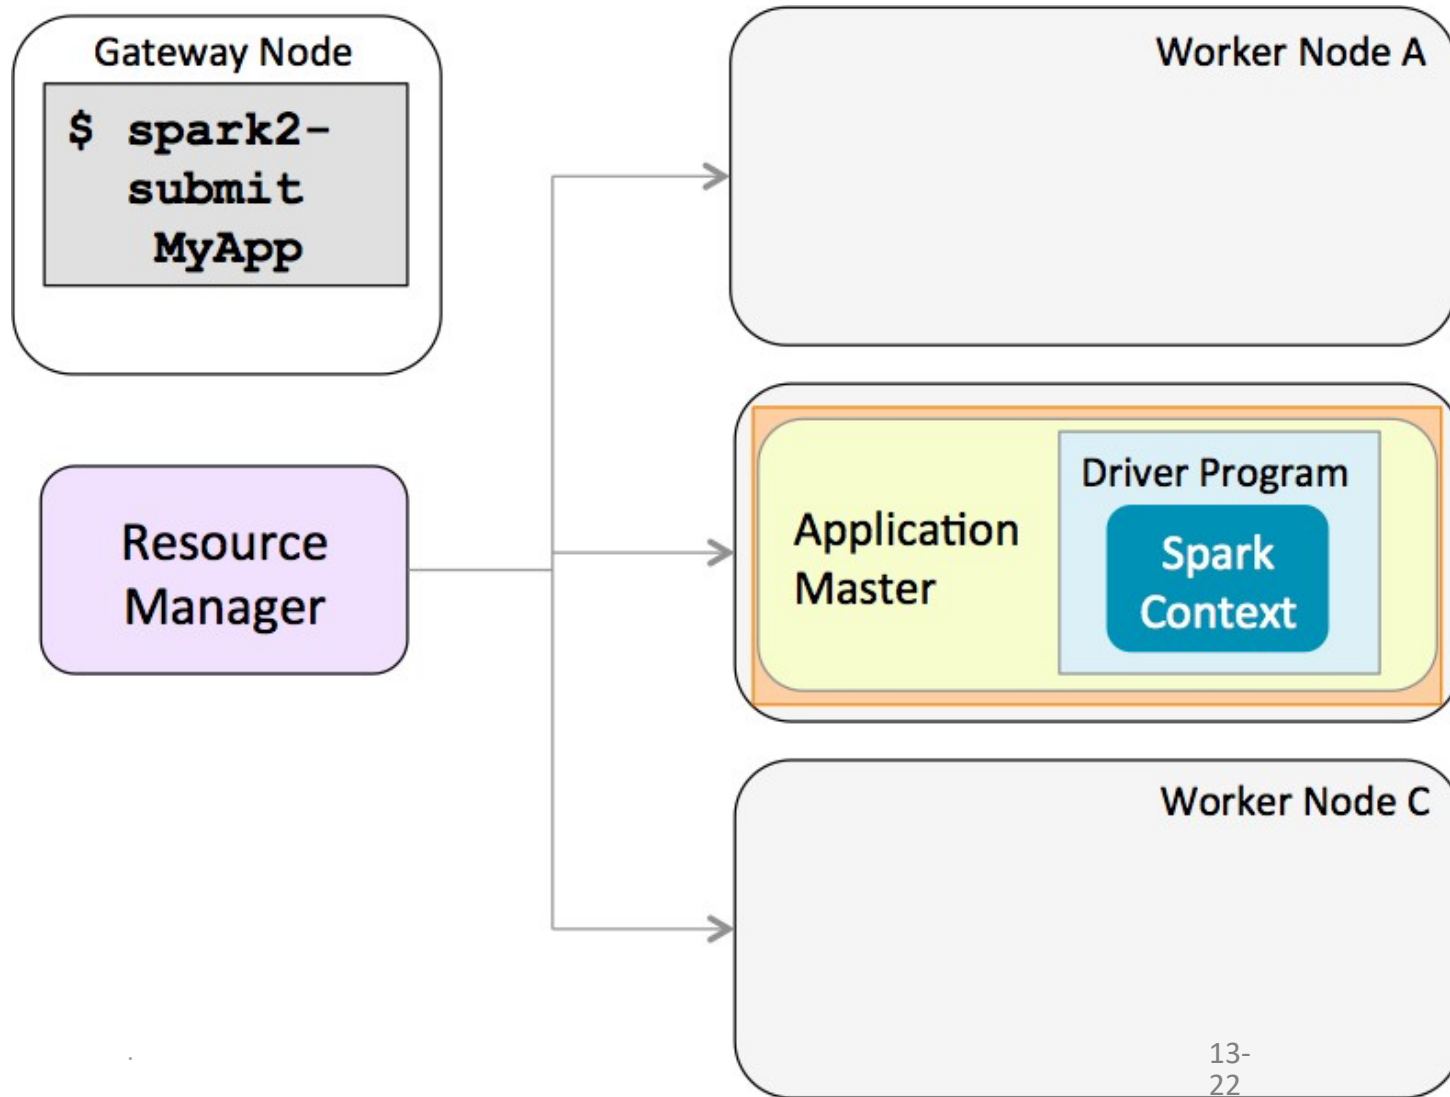 Gateway Node
$ spark2-
submit
MyApp
Resource
Manager
Worker Node A
Application
Master
Driver Program
Spark
Context
Worker Node C
.
13-
22